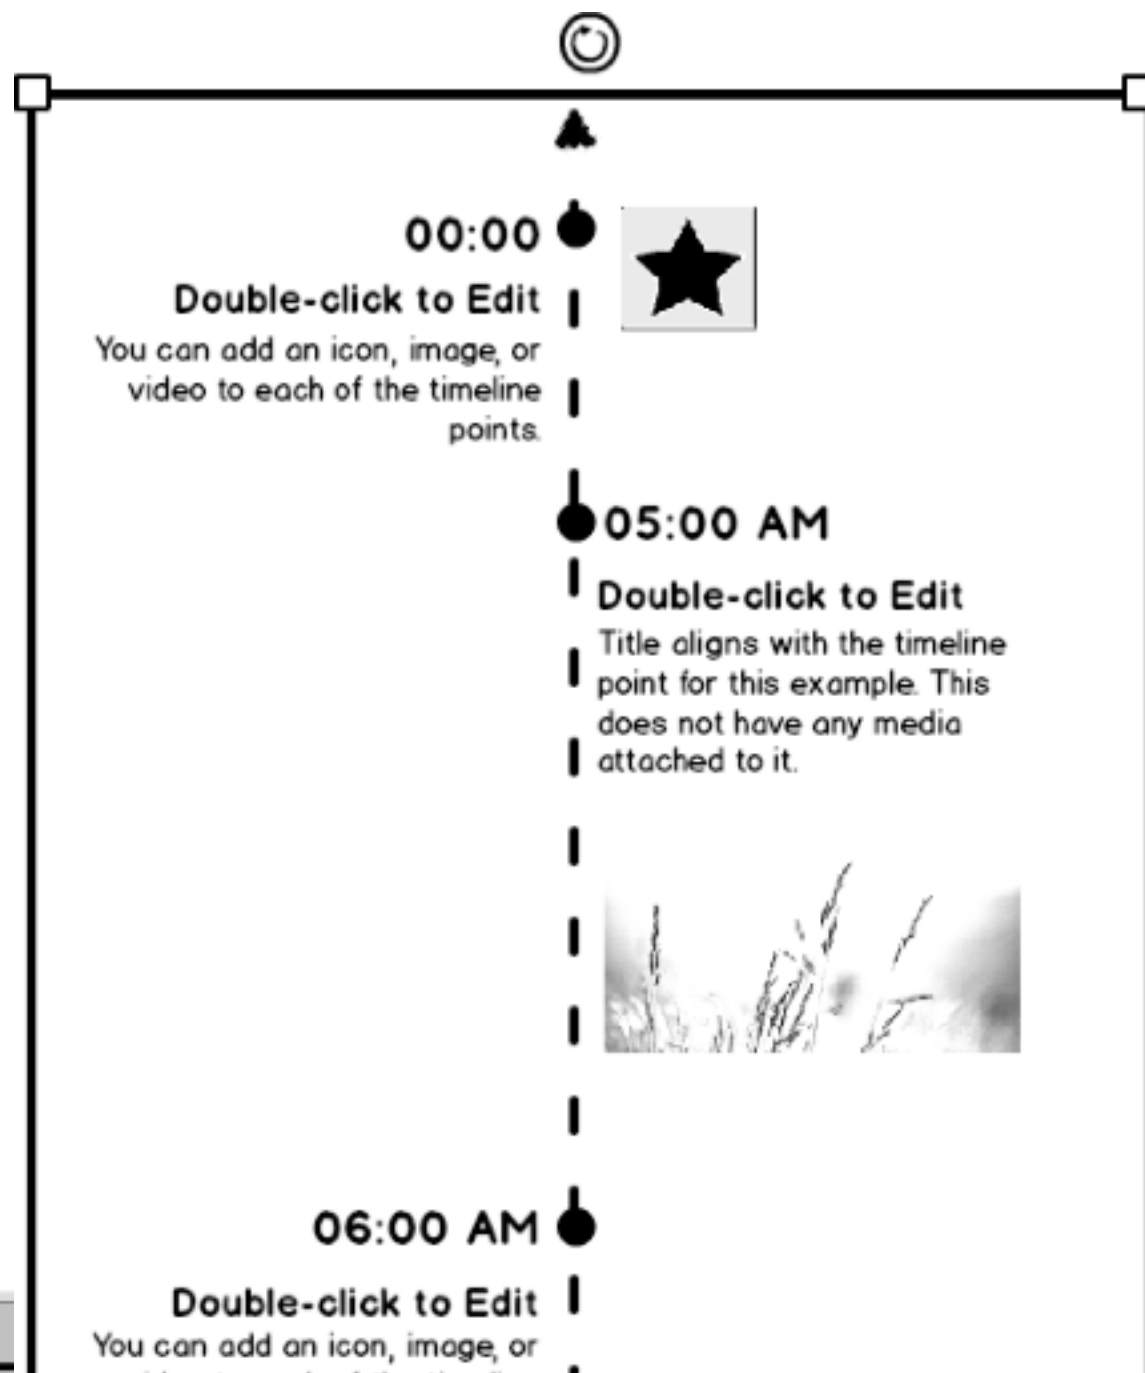 00:00
Double-click to Edit
You can add an icon, image, or
video to each of the timeline
points.
05:00 AM
Double-click to Edit
Title aligns with the timeline
point for this example. This
does not have any media
attached to it.
06:00 AM
Double-click to Edit
You can add an icon, image, or